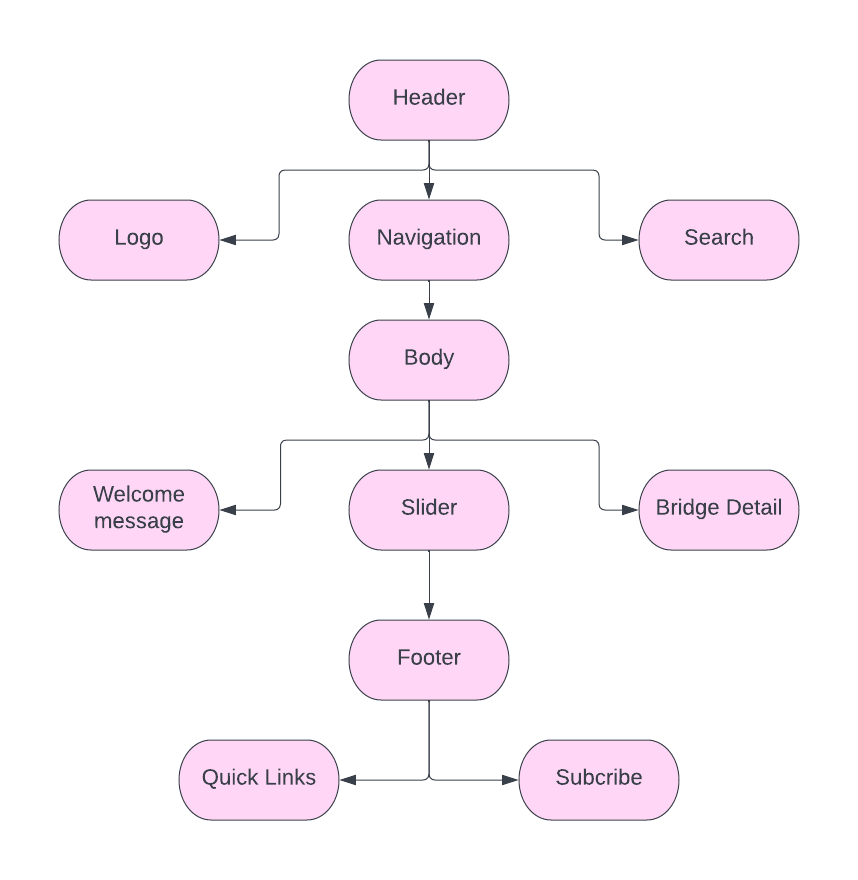 Header
Logo
Navigation
Search
Body
Welcome
message
Slider
Bridge Detail
Footer
Quick Links
Subcribe